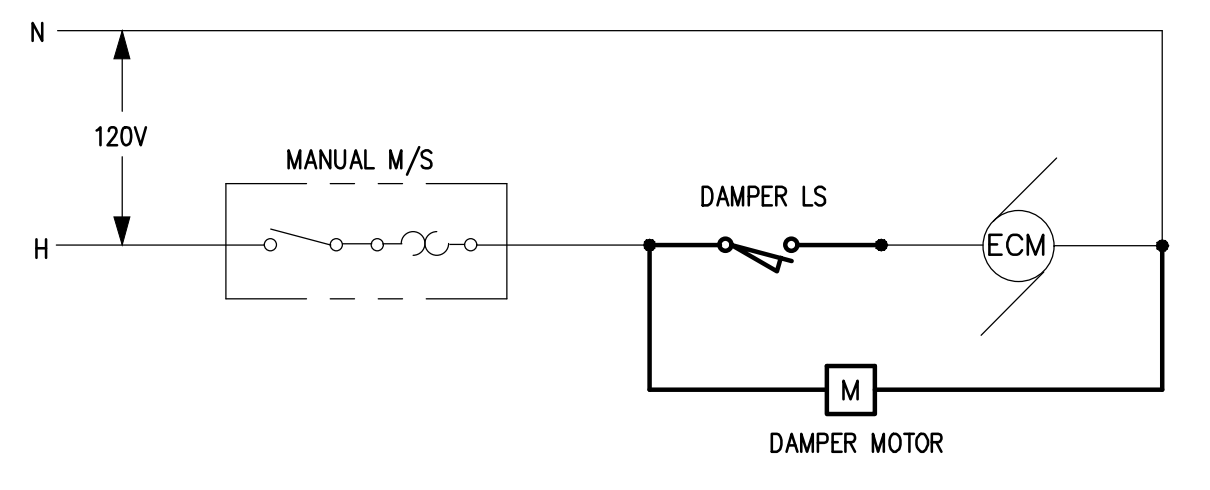 N
120V
MANUAL M/S
DAMPER LS
H
ECM
M
DAMPER MOTOR